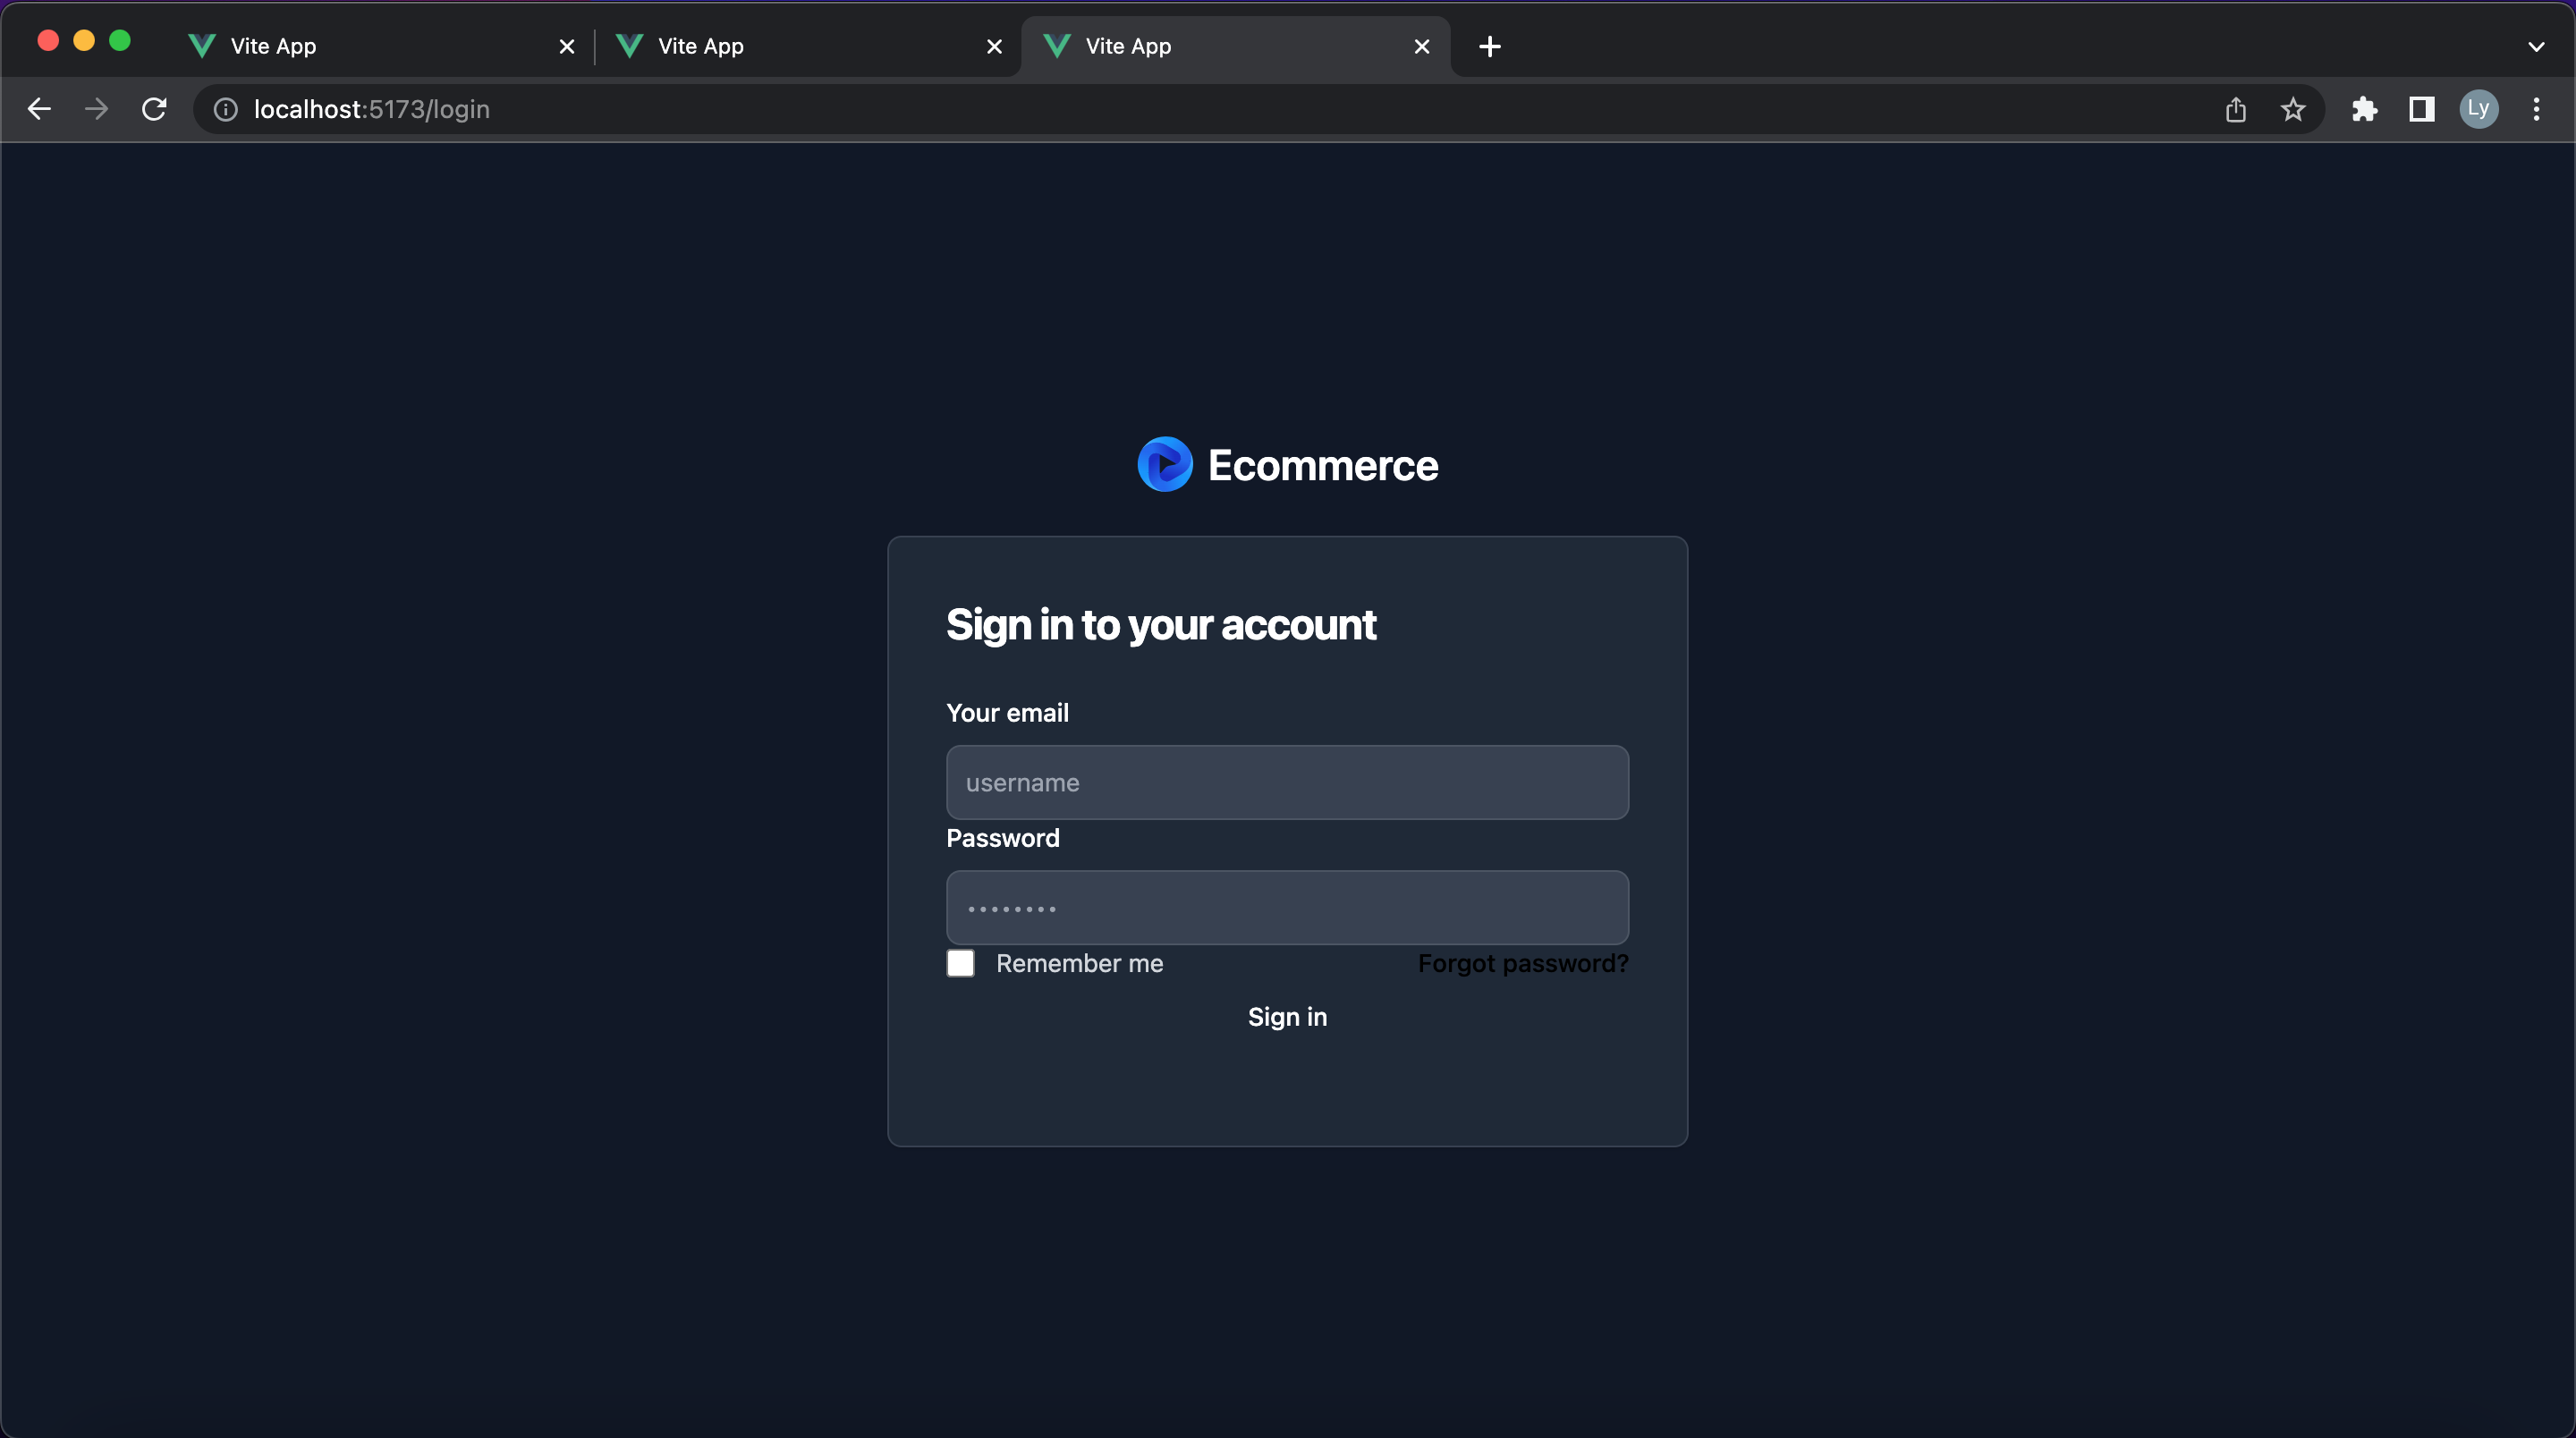 Vite App
Vite App
Vite App
localhost:5173/login
Ly
Ecommerce
Sign in to your account
Your email
username
Password
Remember me
Forgot password?
Sign in